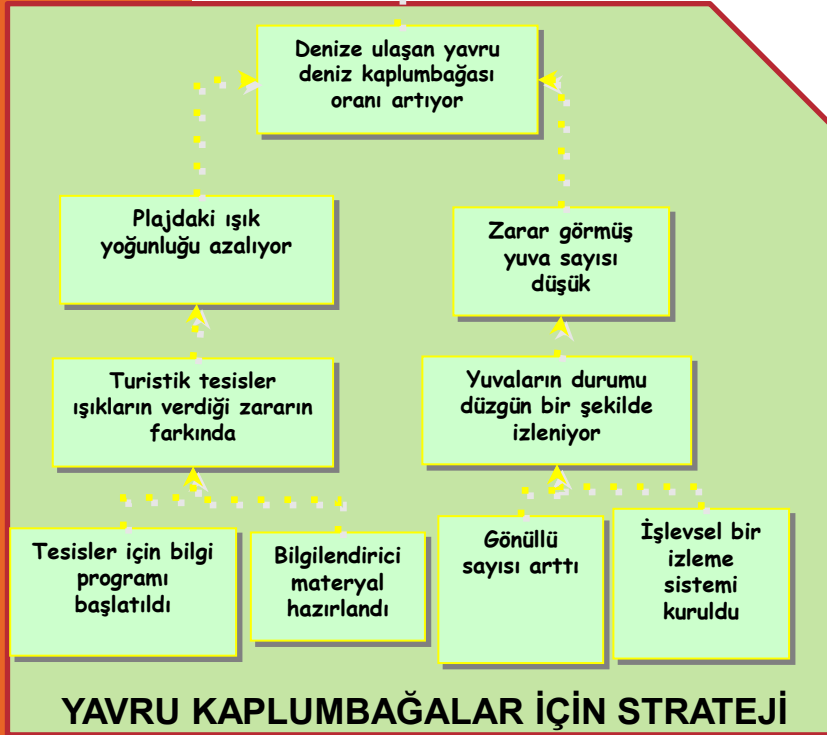 Denize ulaşan yavru
deniz kaplumbağası
oranı artıyor
Plajdaki ışık
yoğunluğu azalıyor
Zarar görmüş
yuva sayısı
düşük
Turistik tesisler
ışıkların verdiği zararın
farkında
Yuvaların durumu
düzgün bir şekilde
izleniyor
Tesisler için bilgi
programı
başlatıldı
Bilgilendirici
materyal
hazırlandı
Gönüllü
sayısı arttı
İşlevsel bir
izleme
sistemi
kuruldu
YAVRU KAPLUMBAĞALAR İÇİN STRATEJİ